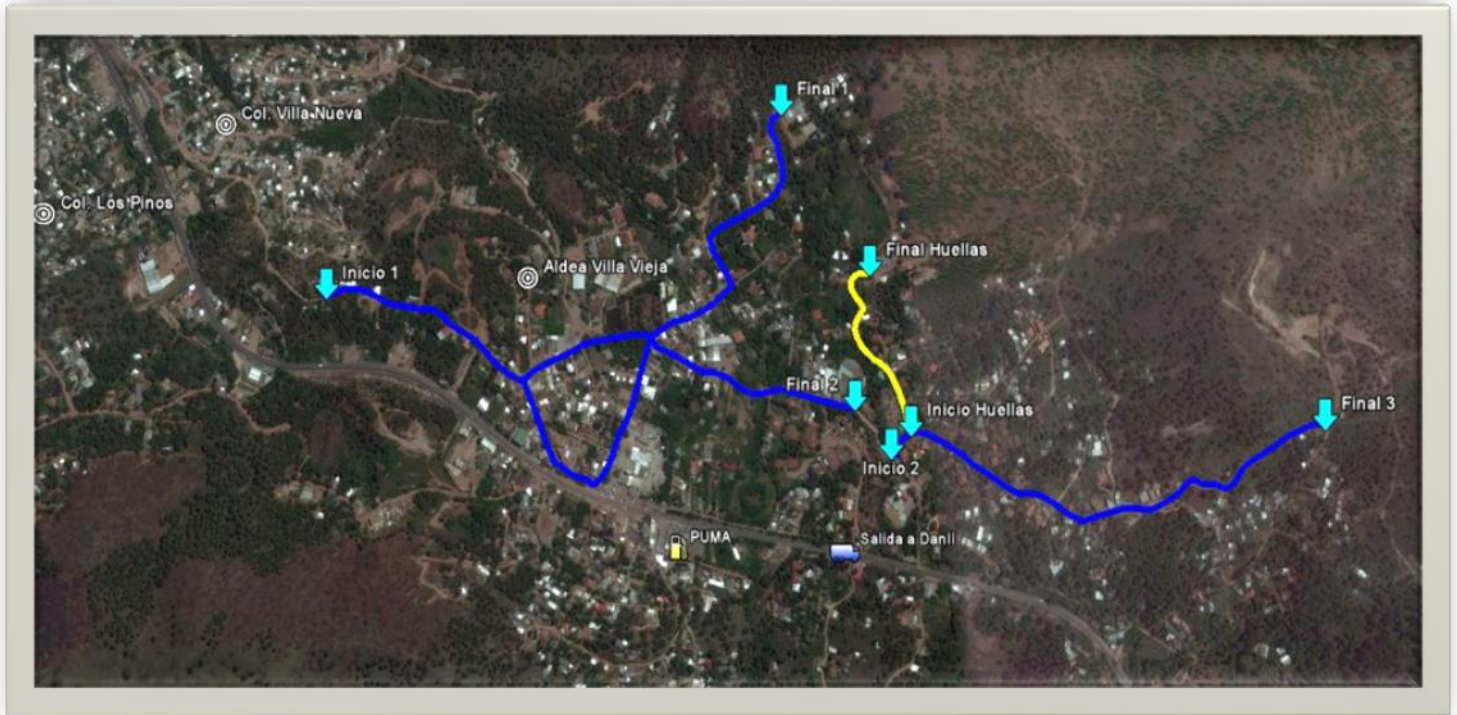 Final 1
Col. Villa Nueva
Col. Los Pinos
Final Huellas
Aldea Villa Vieja
Inicio 1
Final 2
Final 3
Inicio Huellas
Inicio 2
PUMA
Salida a Danli